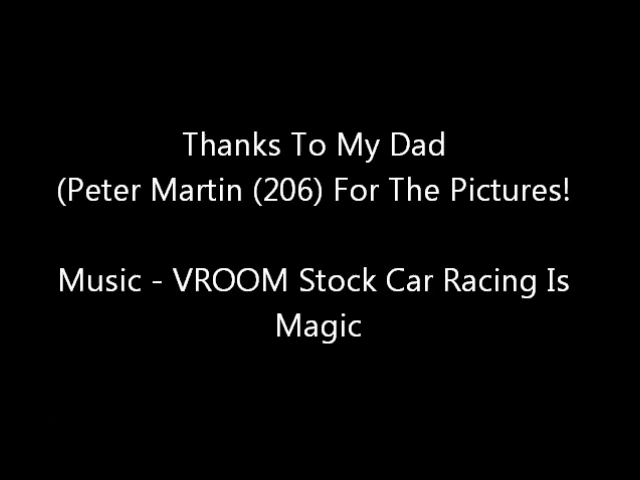 Thanks To My Dad
(Peter Martin (206) For The Pictures!
Music - VROOM Stock Car Racing Is
Magic